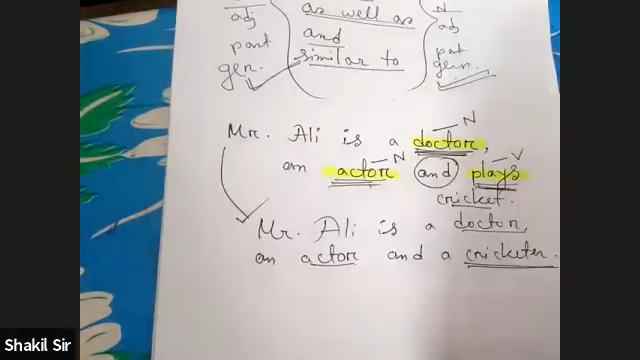 adj
part
gen.
as well as
and
similar to
N
adj
part
gern.
Mr. Ali is a doctor, N
an actor N and plays V
cricket.
Mr. Ali is a doctor,
an actor and a cricketer.
Shakil Sir